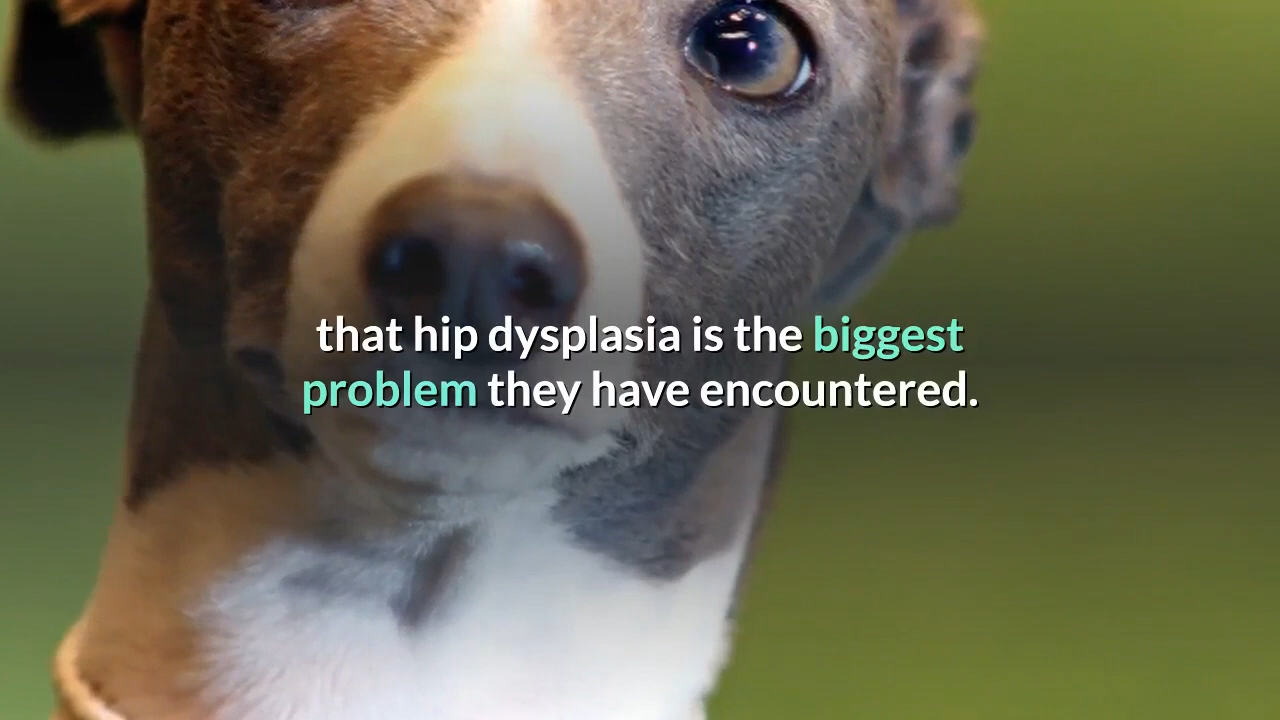 that hip dysplasia is the biggest
problem they have encountered.